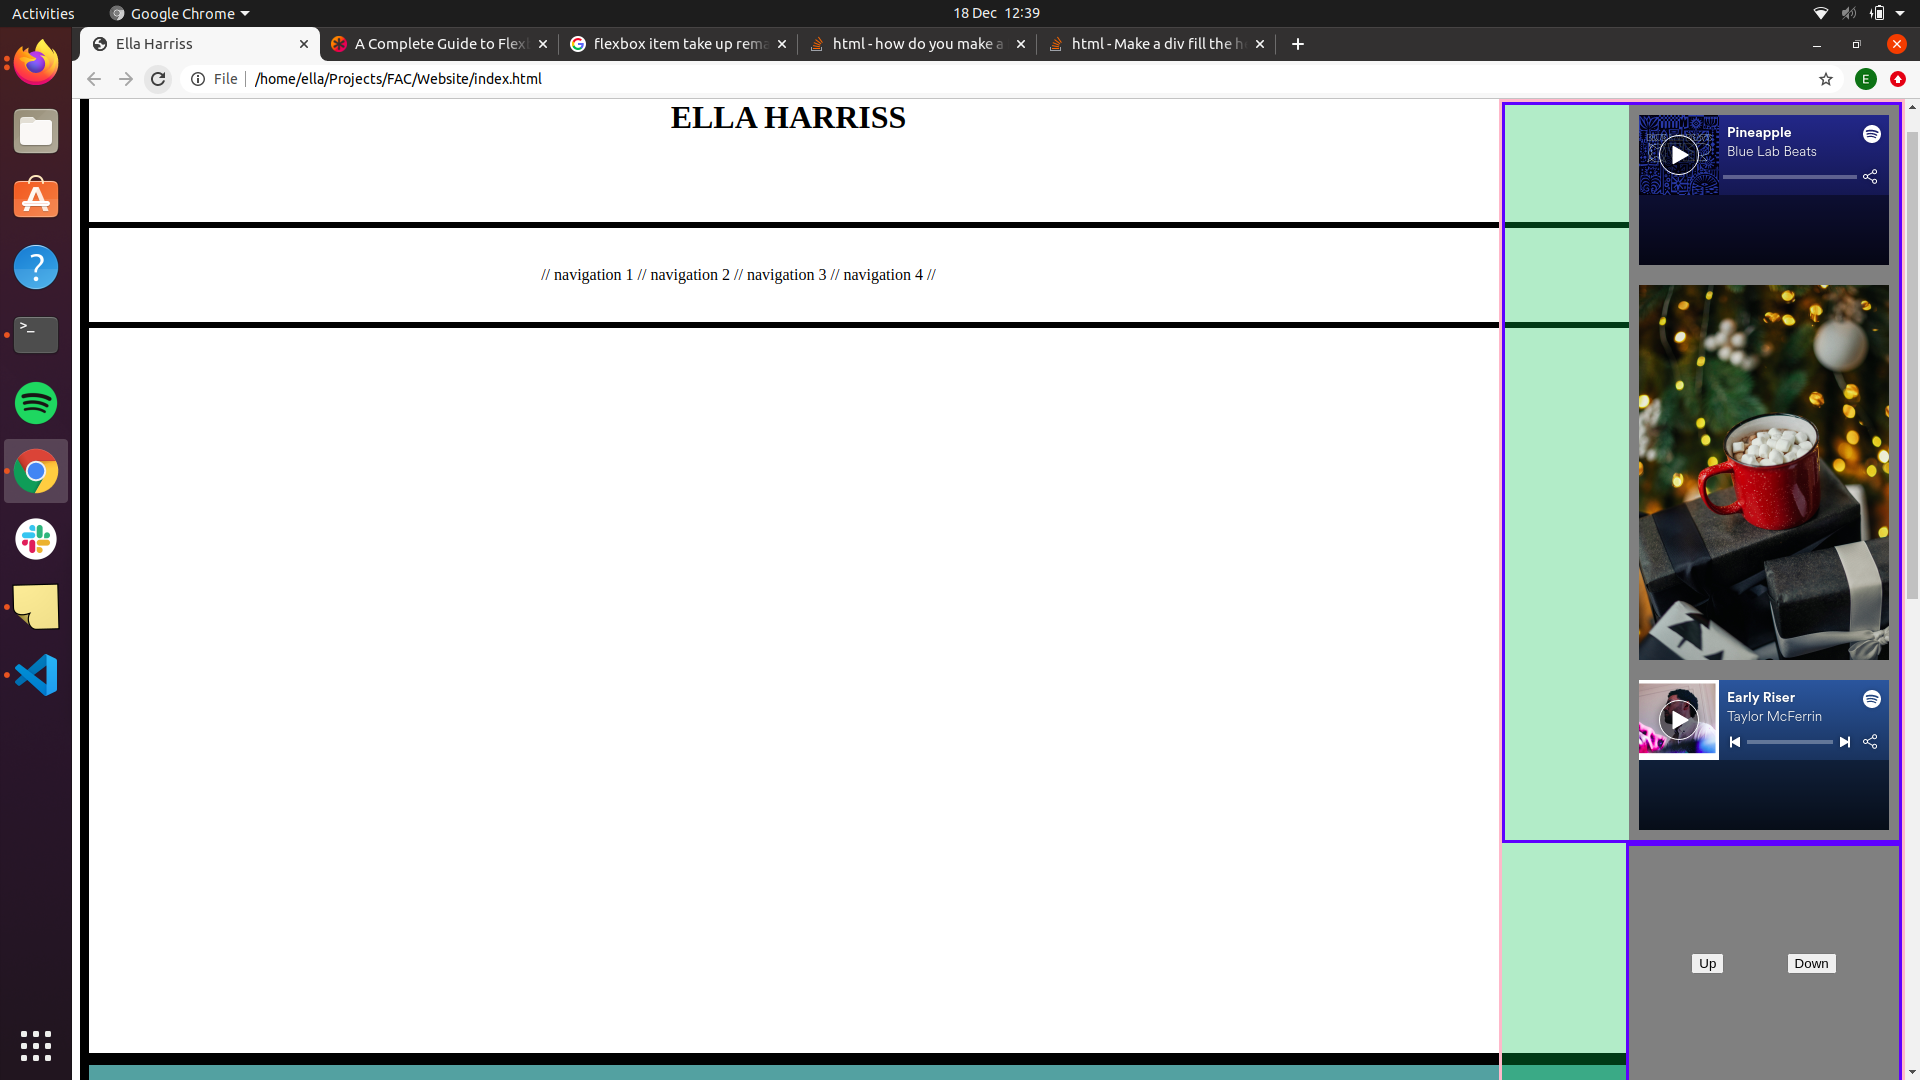 Activities
Google Chrome
18 Dec 12:39
Ella Harriss
A Complete Guide to Flex
flexbox item take up rema
html - how do you make a
html - Make a div fill the h
File
/home/ella/Projects/FAC/Website/index.html
E
ELLA HARRISS
// navigation 1 // navigation 2 // navigation 3 // navigation 4 //
Pineapple
Blue Lab Beats
Early Riser
Taylor McFerrin
Up
Down